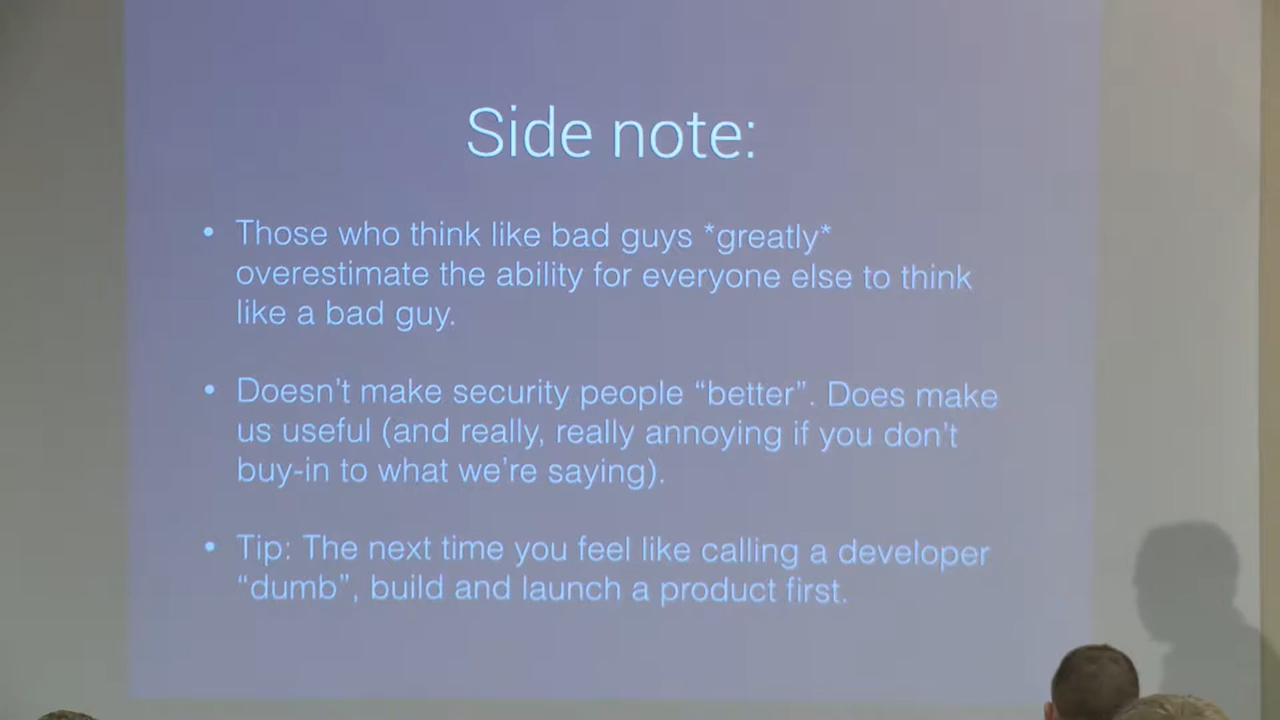 Side note:
• Those who think like bad guys *greatly*
overestimate the ability for everyone else to think
like a bad guy.
• Doesn't make security people “better”. Does make
us useful (and really, really annoying if you don't
buy-in to what we're saying).
• Tip: The next time you feel like calling a developer
“dumb”, build and launch a product first.